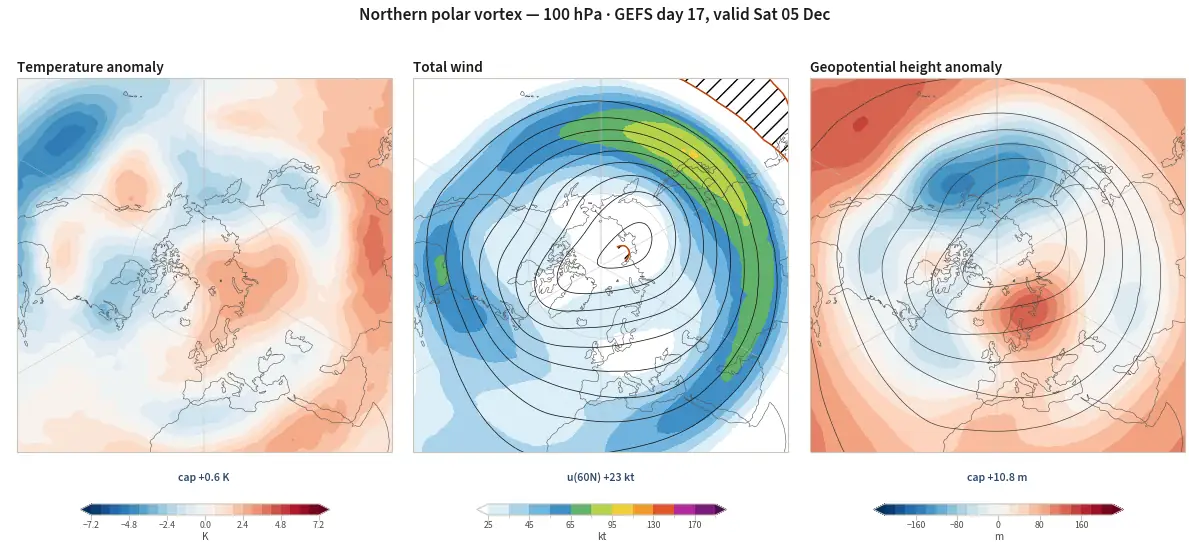 Northern polar vortex — 100 hPa · GEFS day 17, valid Sat 05 Dec
Temperature anomaly
Total wind
Geopotential height anomaly
cap +0.6 K
u(60N) +23 kt
cap +10.8 m
−7.2 −4.8 −2.4 0.0 2.4 4.8 7.2
K
25 45 65 95 130 170
kt
−160 −80 0 80 160
m